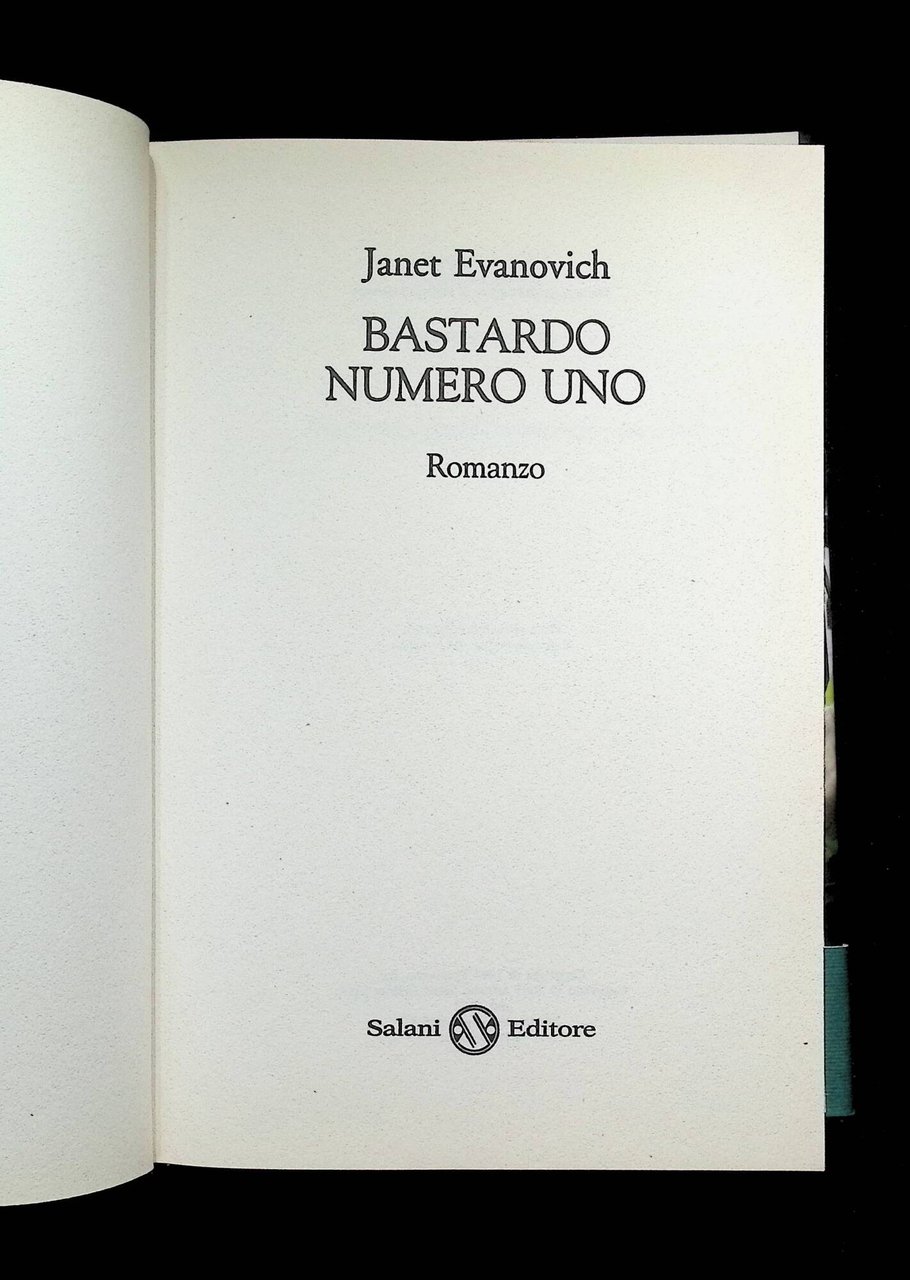 Janet Evanovich
BASTARDO
NUMERO UNO
Romanzo
Salani Editore